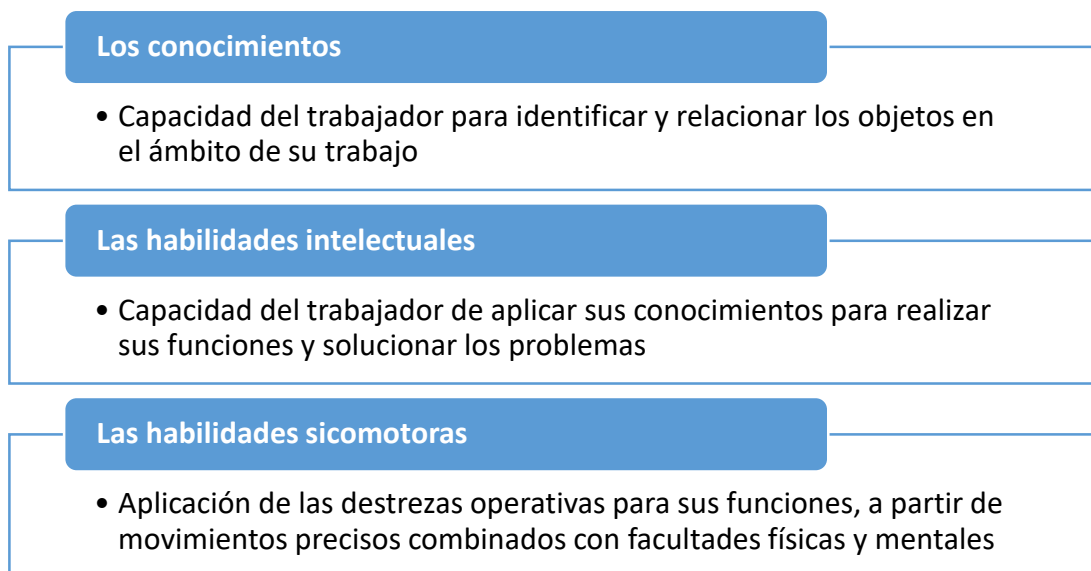 Los conocimientos
• Capacidad del trabajador para identificar y relacionar los objetos en
el ámbito de su trabajo
Las habilidades intelectuales
• Capacidad del trabajador de aplicar sus conocimientos para realizar
sus funciones y solucionar los problemas
Las habilidades sicomotoras
• Aplicación de las destrezas operativas para sus funciones, a partir de
movimientos precisos combinados con facultades físicas y mentales